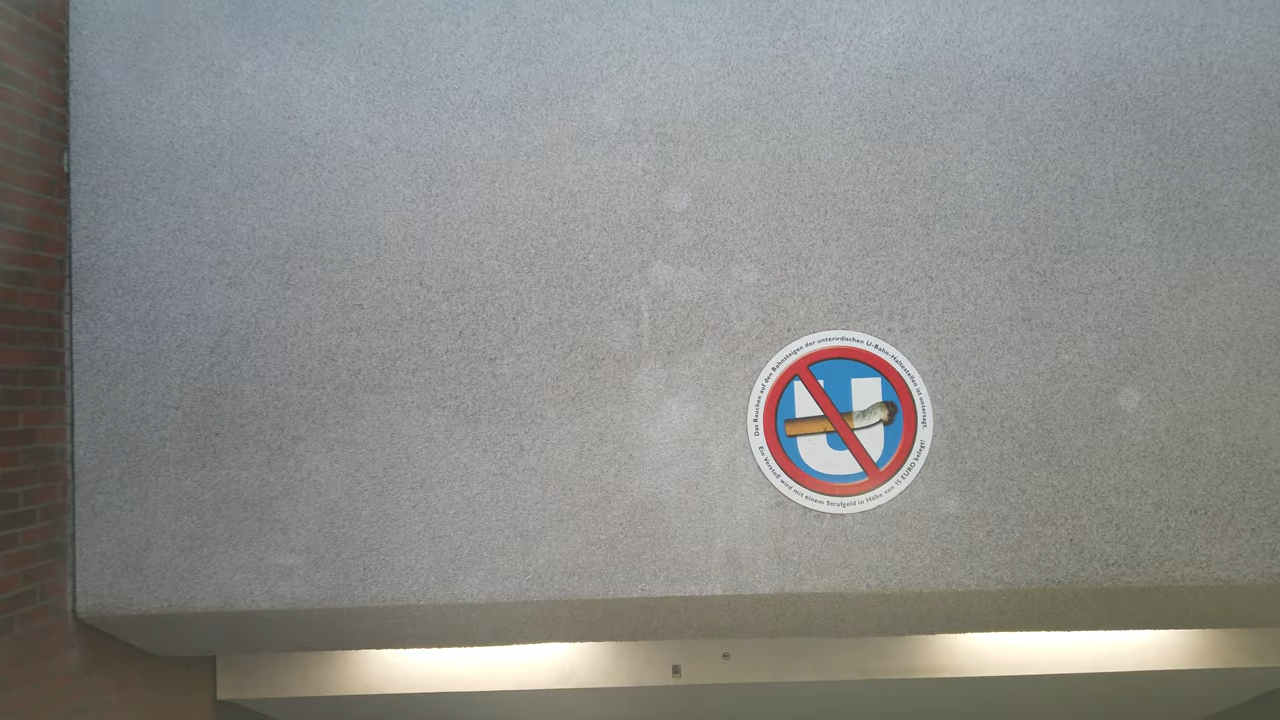 Das Rauchen auf den Bahnsteigen der unterirdischen U-Bahn-Haltestellen ist untersagt.
U
Ein Verstoß wird mit einem Strafgeld in Höhe von 15 EURO belegt!